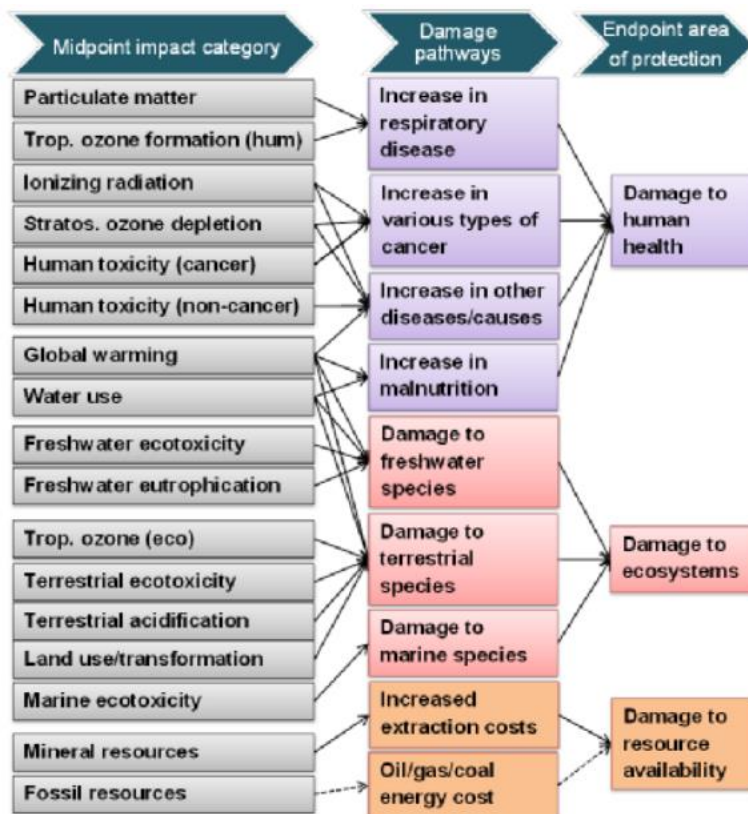 Midpoint impact category
Damage
pathways
Endpoint area
of protection
Particulate matter
Trop. ozone formation (hum)
Ionizing radiation
Stratos. ozone depletion
Human toxicity (cancer)
Human toxicity (non-cancer)
Global warming
Water use
Freshwater ecotoxicity
Freshwater eutrophication
Trop. ozone (eco)
Terrestrial ecotoxicity
Terrestrial acidification
Land use/transformation
Marine ecotoxicity
Mineral resources
Fossil resources
Increase in
respiratory
disease
Increase in
various types of
cancer
Increase in other
diseases/causes
Increase in
malnutrition
Damage to
freshwater
species
Damage to
terrestrial
species
Damage to
marine species
Increased
extraction costs
Oil/gas/coal
energy cost
Damage to
human
health
Damage to
ecosystems
Damage to
resource
availability